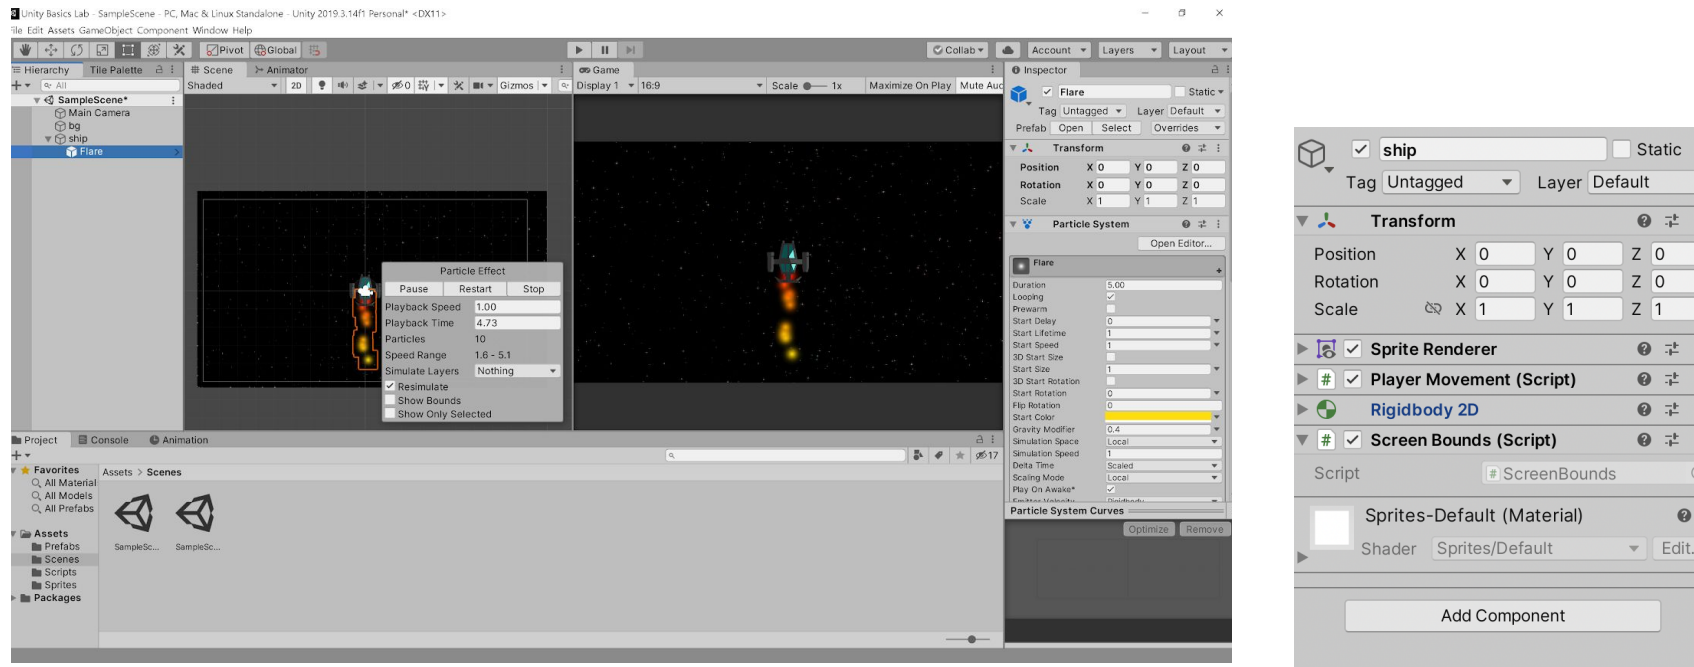 Unity Basics Lab - SampleScene - PC, Mac & Linux Standalone - Unity 2019.3.14f1 Personal* <DX11>
File Edit Assets GameObject Component Window Help
Pivot Global
Collab Account Layers Layout
Hierarchy Tile Palette
All
SampleScene*
Main Camera
bg
ship
Flare
Scene Animator
Shaded 2D 0 Gizmos
Particle Effect
Pause Restart Stop
Playback Speed 1.00
Playback Time 4.73
Particles 10
Speed Range 1.6 - 5.1
Simulate Layers Nothing
Resimulate
Show Bounds
Show Only Selected
Game
Display 1 16:9 Scale 1x Maximize On Play Mute Aud
Inspector
Flare Static
Tag Untagged Layer Default
Prefab Open Select Overrides
Transform
Position X 0 Y 0 Z 0
Rotation X 0 Y 0 Z 0
Scale X 1 Y 1 Z 1
Particle System
Open Editor...
Flare
Duration 5.00
Looping
Prewarm
Start Delay 0
Start Lifetime 1
Start Speed 1
3D Start Size
Start Size 1
3D Start Rotation
Start Rotation 0
Flip Rotation 0
Start Color
Gravity Modifier 0.4
Simulation Space Local
Simulation Speed 1
Delta Time Scaled
Scaling Mode Local
Play On Awake*
Emitter Velocity Rigidbody
Particle System Curves
Optimize Remove
Project Console Animation
17
Favorites
All Material
All Models
All Prefabs
Assets
Prefabs
Scenes
Scripts
Sprites
Packages
Assets > Scenes
SampleSc... SampleSc...
ship Static
Tag Untagged Layer Default
Transform
Position X 0 Y 0 Z 0
Rotation X 0 Y 0 Z 0
Scale X 1 Y 1 Z 1
Sprite Renderer
# Player Movement (Script)
Rigidbody 2D
# Screen Bounds (Script)
Script # ScreenBounds
Sprites-Default (Material)
Shader Sprites/Default Edit.
Add Component